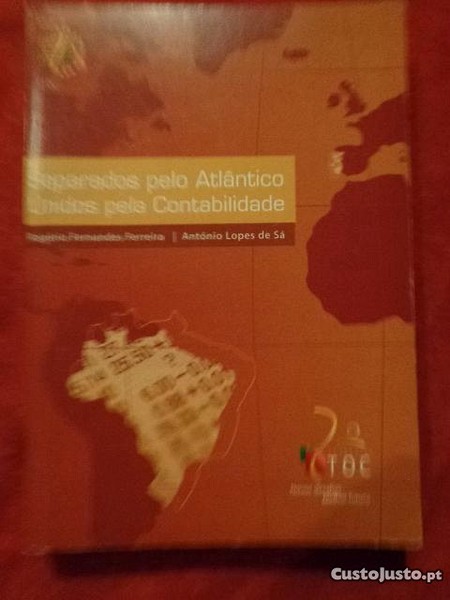 Separados pelo Atlântico
Unidos pela Contabilidade
Rogério Fernandes Ferreira | António Lopes de Sá
TOC
CustoJusto.pt